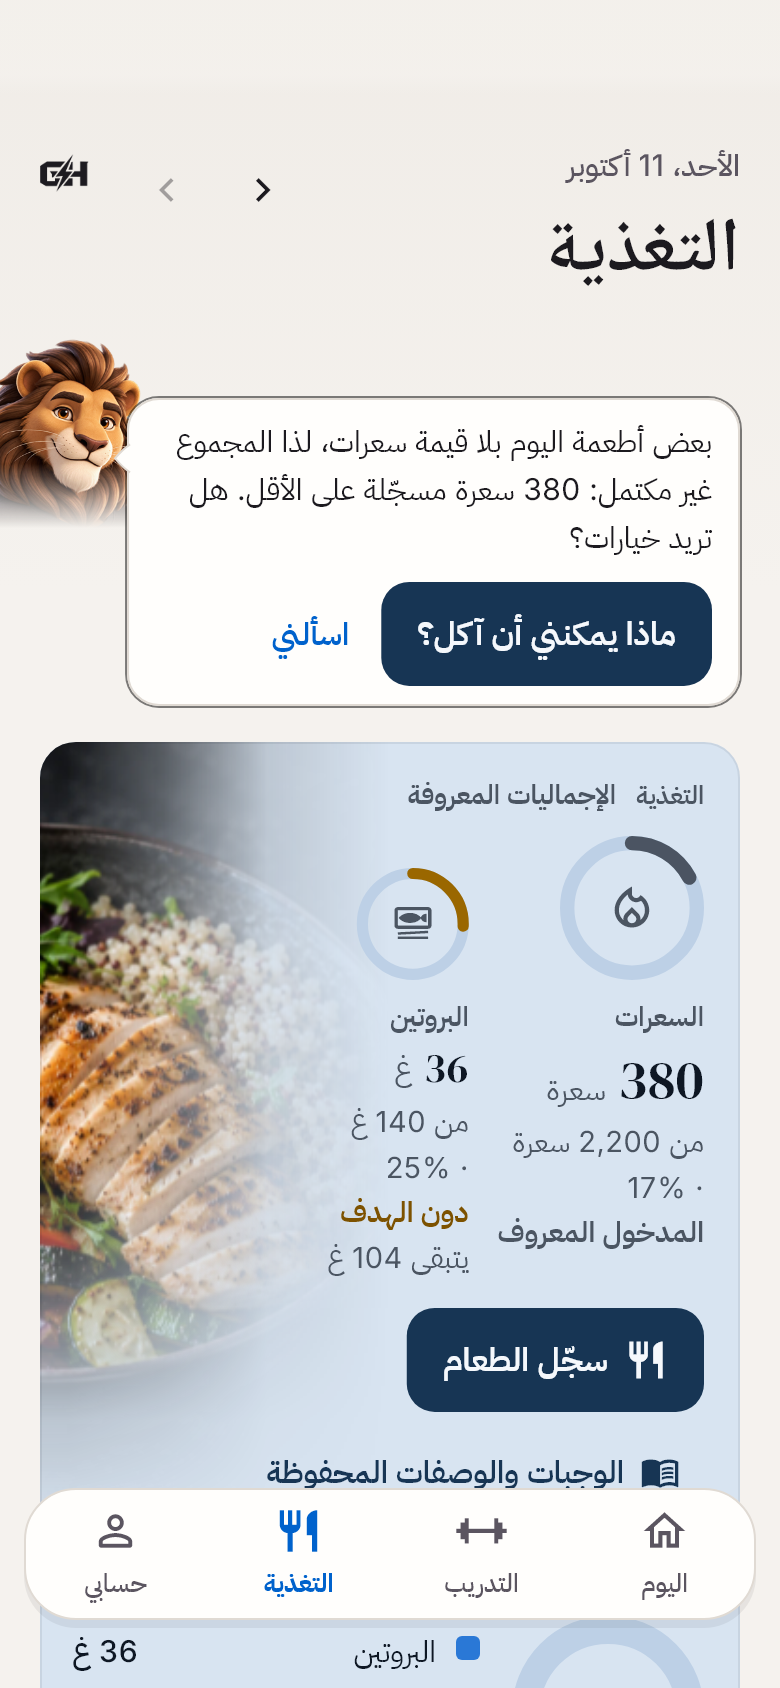 الأحد، 11 أكتوبر
GH
التغذية
بعض أطعمة اليوم بلا قيمة سعرات، لذا المجموع
غير مكتمل: 380 سعرة مسجّلة على الأقل. هل
تريد خيارات؟
ماذا يمكنني أن آكل؟
اسألني
التغذية الإجماليات المعروفة
السعرات
380 سعرة
من 2,200 سعرة
· 17%
المدخول المعروف
البروتين
36 غ
من 140 غ
· 25%
دون الهدف
يتبقى 104 غ
سجّل الطعام
الوجبات والوصفات المحفوظة
اليوم
التدريب
التغذية
حسابي
البروتين
36 غ